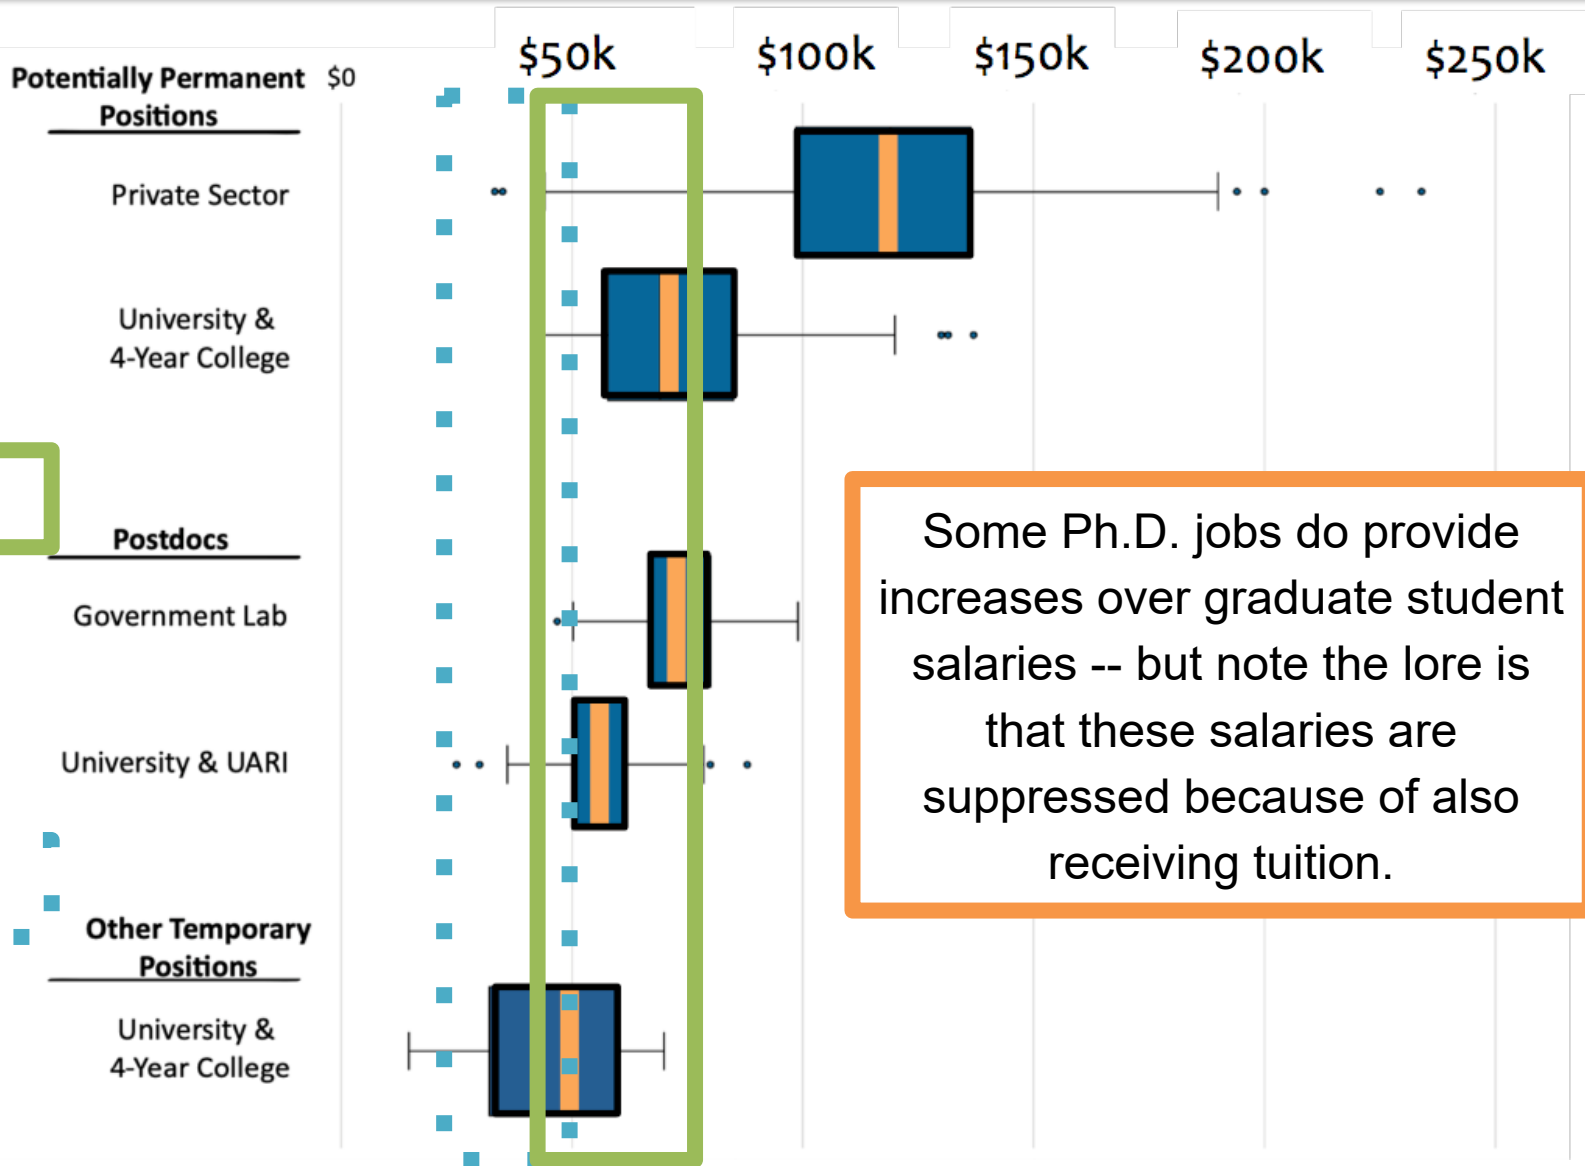 $50k $100k $150k $200k $250k
Potentially Permanent $0
Positions
Private Sector
University &
4-Year College
Postdocs
Government Lab
University & UARI
Other Temporary
Positions
University &
4-Year College
Some Ph.D. jobs do provide
increases over graduate student
salaries -- but note the lore is
that these salaries are
suppressed because of also
receiving tuition.